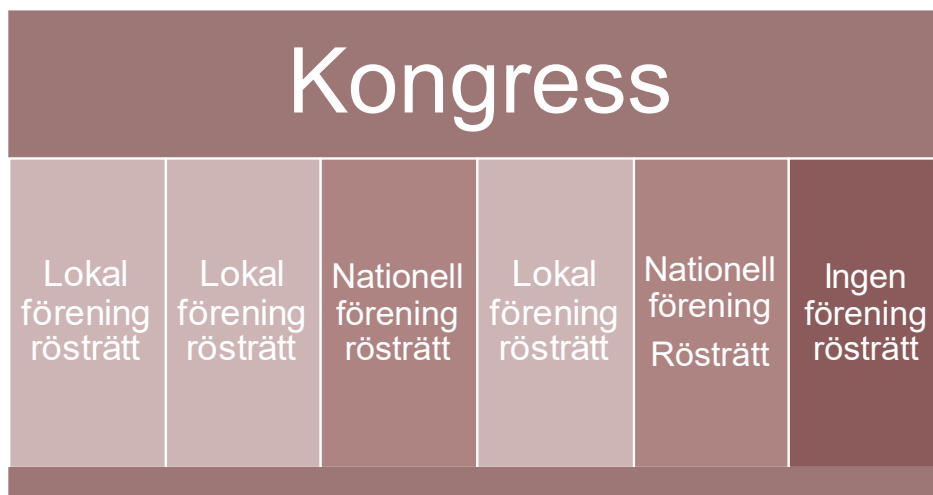 Kongress
Lokal
förening
rösträtt
Lokal
förening
rösträtt
Nationell
förening
rösträtt
Lokal
förening
rösträtt
Nationell
förening
Rösträtt
Ingen
förening
rösträtt